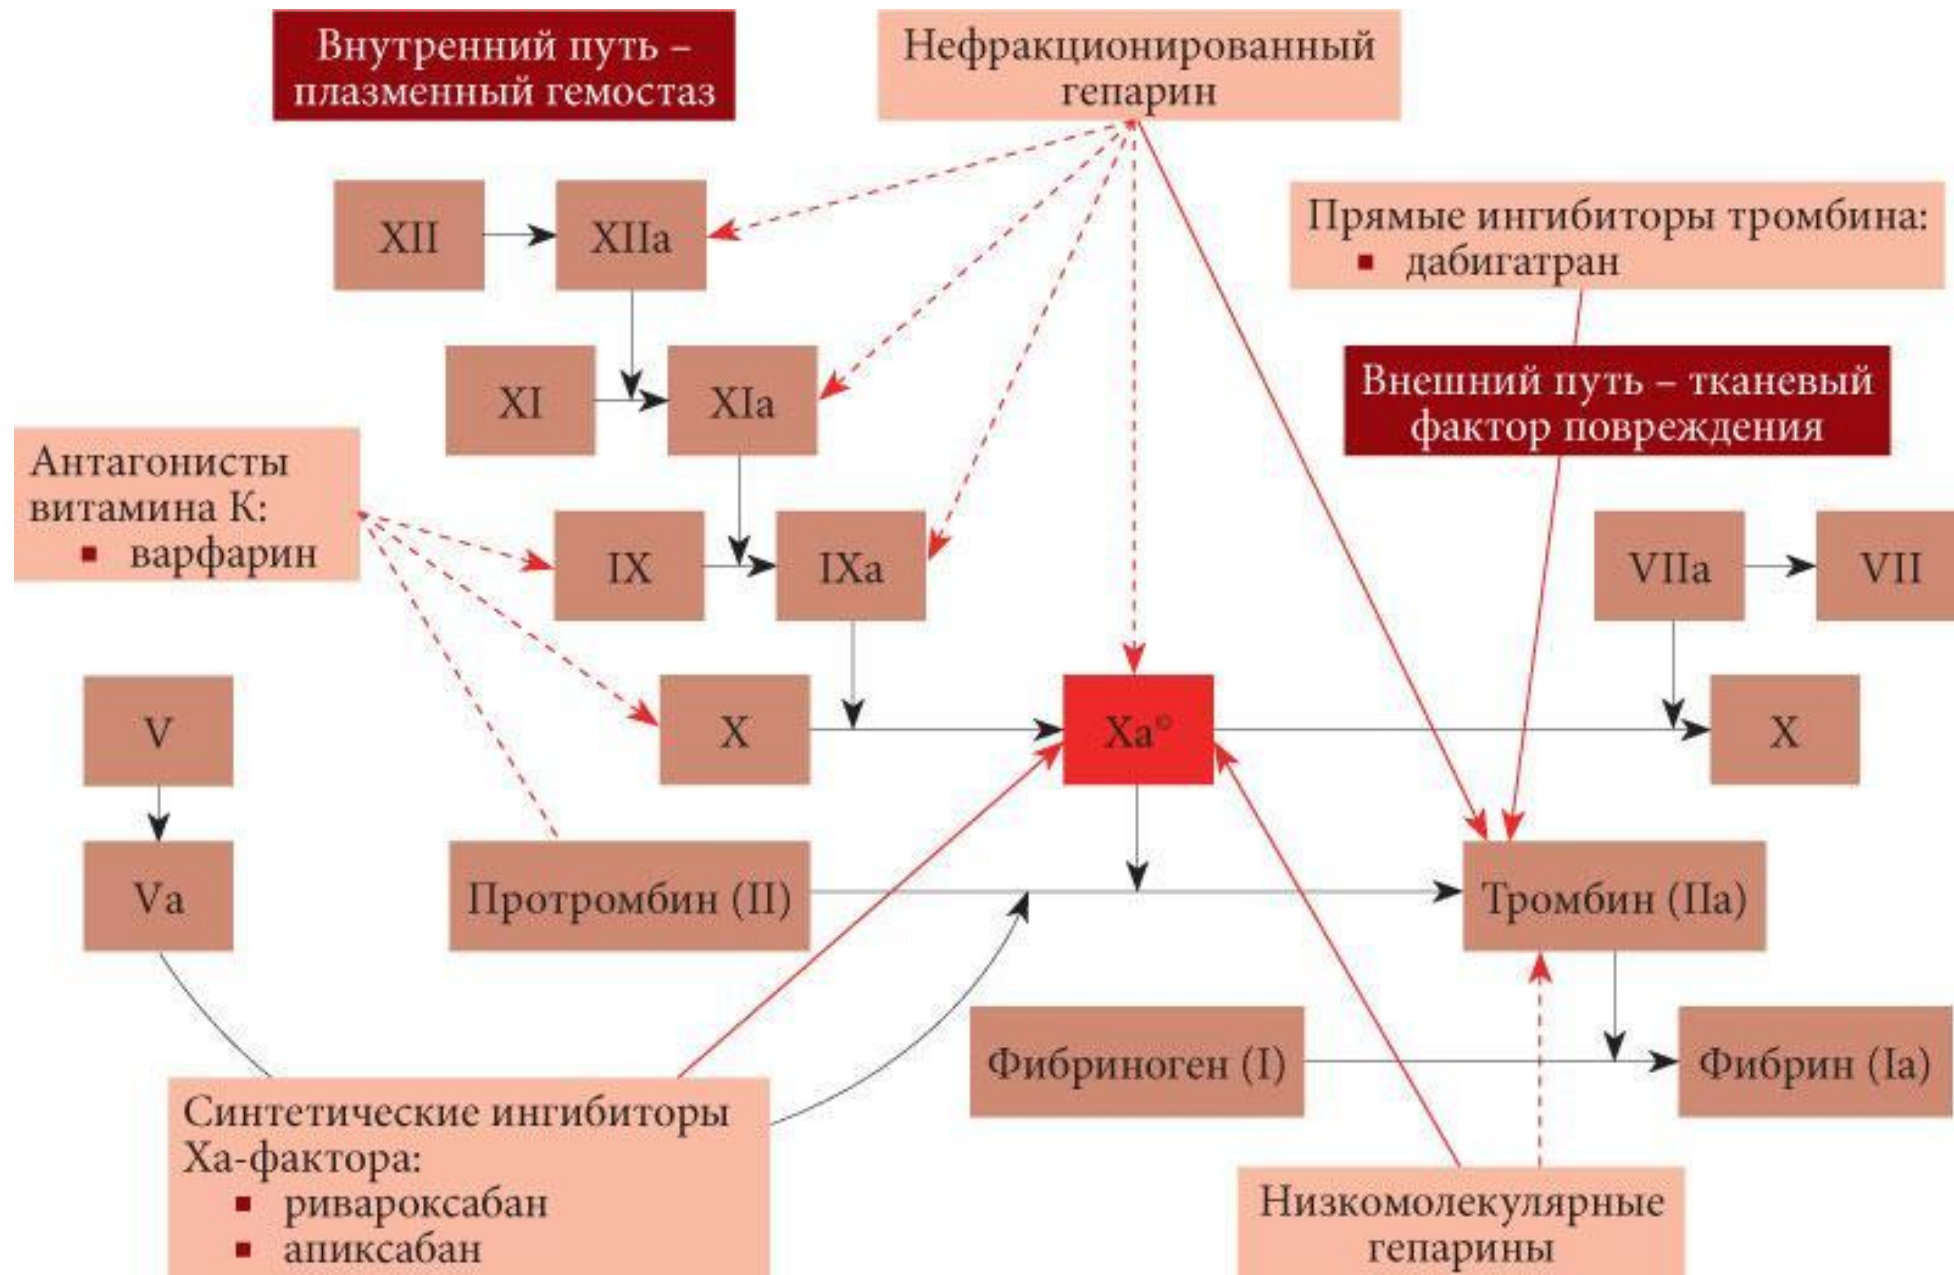 Внутренний путь –
плазменный гемостаз
Нефракционированный
гепарин
XII
XIIa
Прямые ингибиторы тромбина:
▪ дабигатран
XI
XIa
Внешний путь – тканевый
фактор повреждения
Антагонисты
витамина К:
▪ варфарин
IX
IXa
VIIa
VII
V
X
Xa©
X
Va
Протромбин (II)
Тромбин (IIa)
Фибриноген (I)
Фибрин (Ia)
Синтетические ингибиторы
Xa-фактора:
▪ ривароксабан
▪ апиксабан
Низкомолекулярные
гепарины